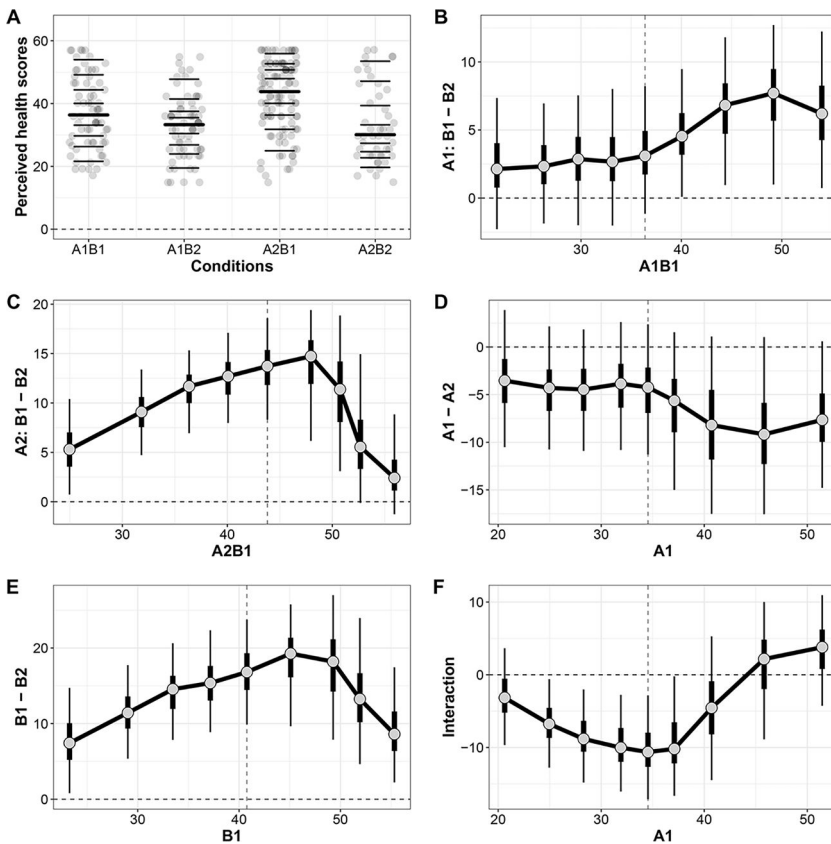 A
Perceived health scores
60
40
20
0
A1B1 A1B2 A2B1 A2B2
Conditions
B
A1: B1 − B2
10
5
0
30 40 50
A1B1
C
A2: B1 − B2
20
15
10
5
0
30 40 50
A2B1
D
A1 − A2
0
−5
−10
−15
20 30 40 50
A1
E
B1 − B2
20
10
0
30 40 50
B1
F
Interaction
10
0
−10
20 30 40 50
A1